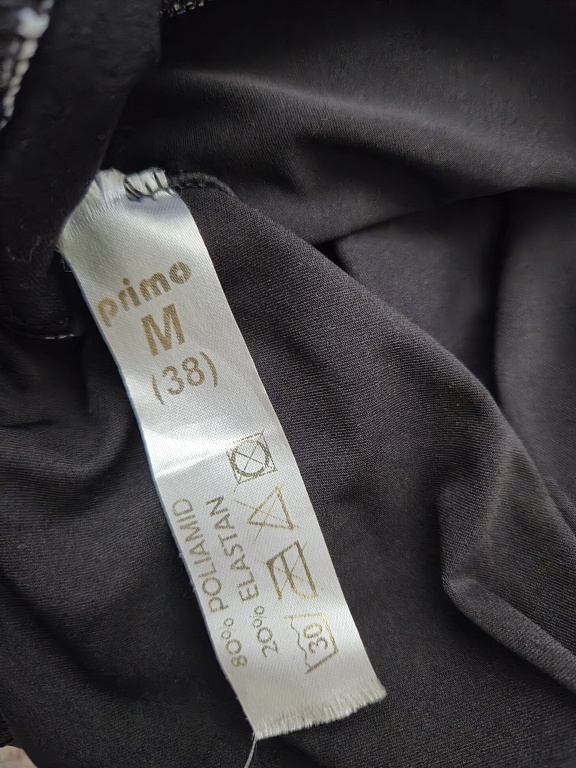 primo
M
(38)
80% POLIAMID
20% ELASTAN
30